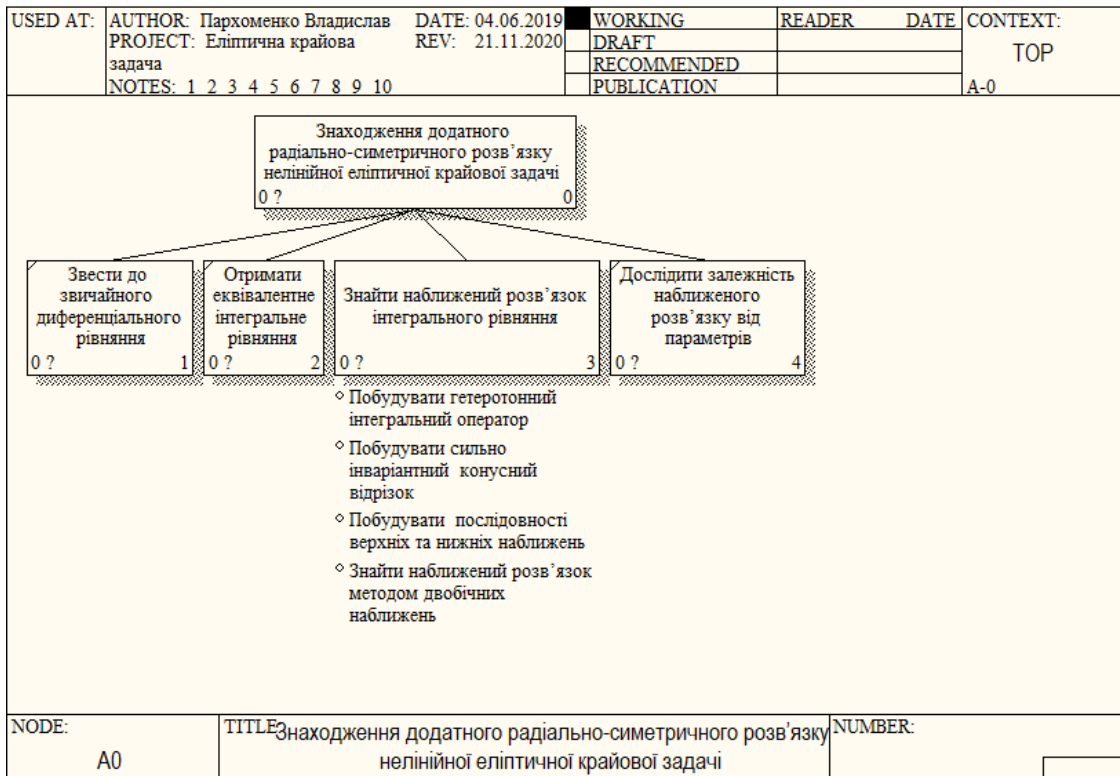 USED AT:
AUTHOR: Пархоменко Владислав
DATE: 04.06.2019
PROJECT: Еліптична крайова
задача
REV: 21.11.2020
NOTES: 1 2 3 4 5 6 7 8 9 10
WORKING
DRAFT
RECOMMENDED
PUBLICATION
READER
DATE
CONTEXT:
TOP
A-0
Знаходження додатного
радіально-симетричного розв’язку
нелінійної еліптичної крайової задачі
0 ?
0
Звести до
звичайного
диференціального
рівняння
0 ?
1
Отримати
еквівалентне
інтегральне
рівняння
0 ?
2
Знайти наближений розв’язок
інтегрального рівняння
0 ?
3
Дослідити залежність
наближеного
розв’язку від
параметрів
0 ?
4
Побудувати гетеротонний
інтегральний оператор
Побудувати сильно
інваріантний конусний
відрізок
Побудувати послідовності
верхніх та нижніх наближень
Знайти наближений розв’язок
методом двобічних
наближень
NODE:
A0
TITLE:
Знаходження додатного радіально-симетричного розв’язку
нелінійної еліптичної крайової задачі
NUMBER: